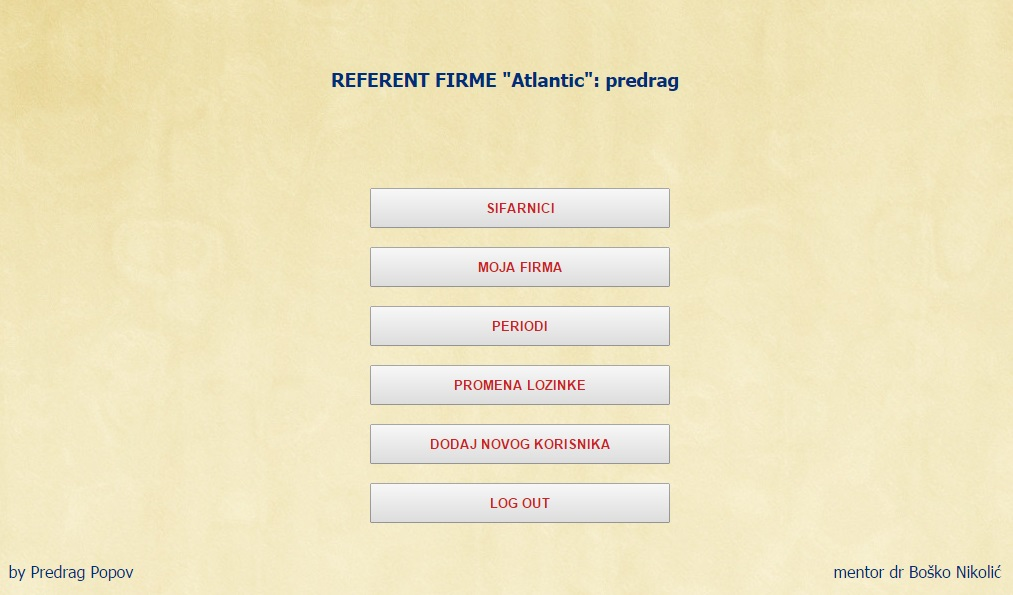 REFERENT FIRME "Atlantic": predrag
SIFARNICI
MOJA FIRMA
PERIODI
PROMENA LOZINKE
DODAJ NOVOG KORISNIKA
LOG OUT
by Predrag Popov
mentor dr Boško Nikolić